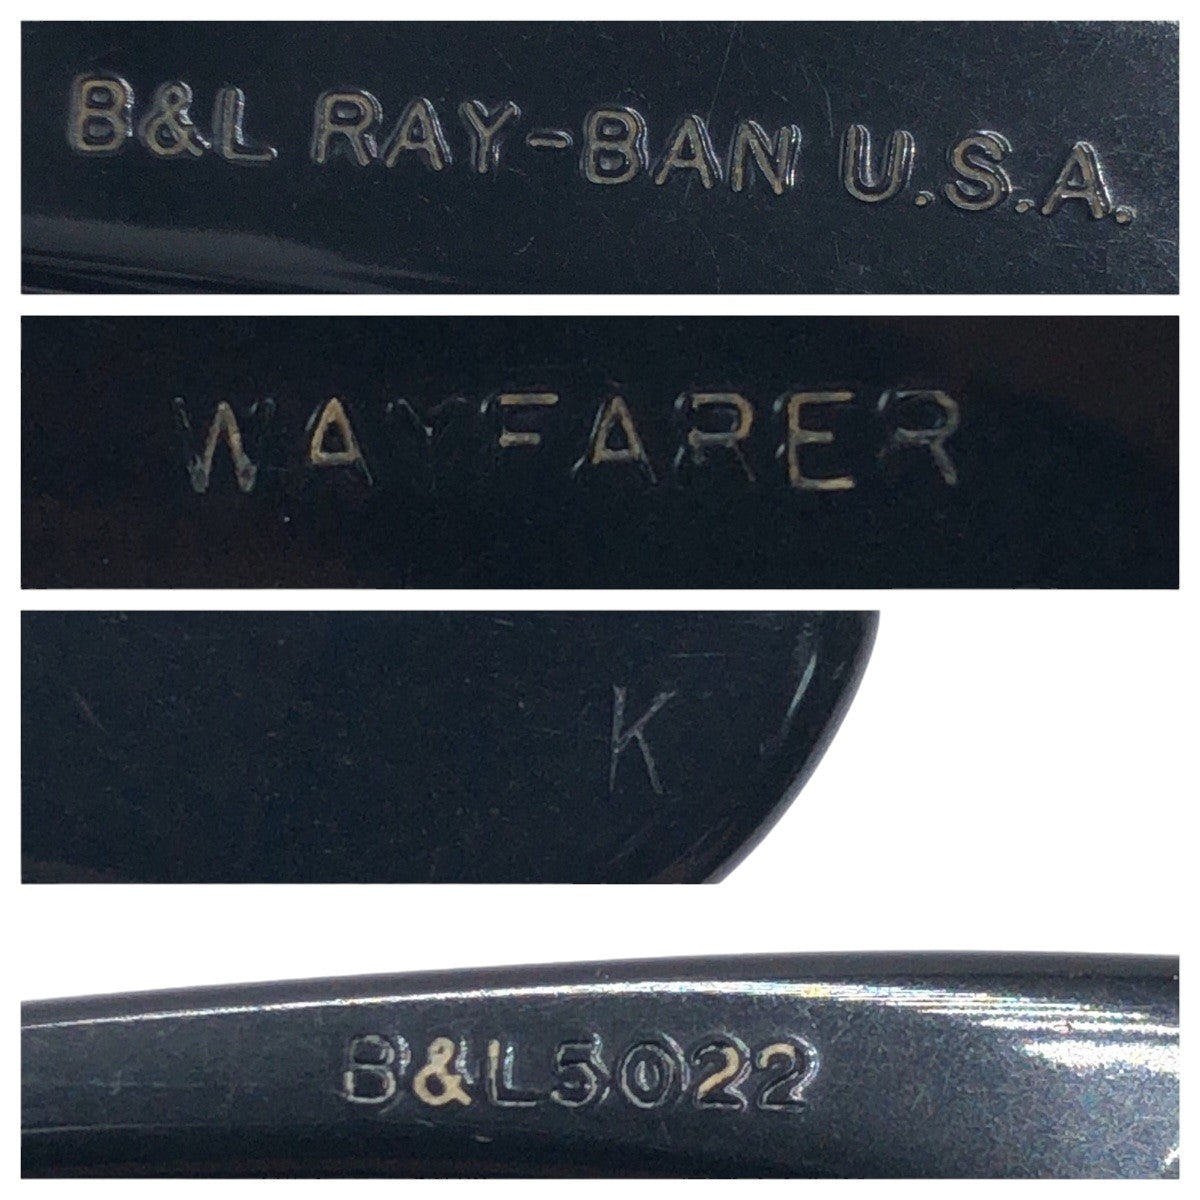 B&L RAY-BAN U.S.A.
WAYFARER
K
B&L5022